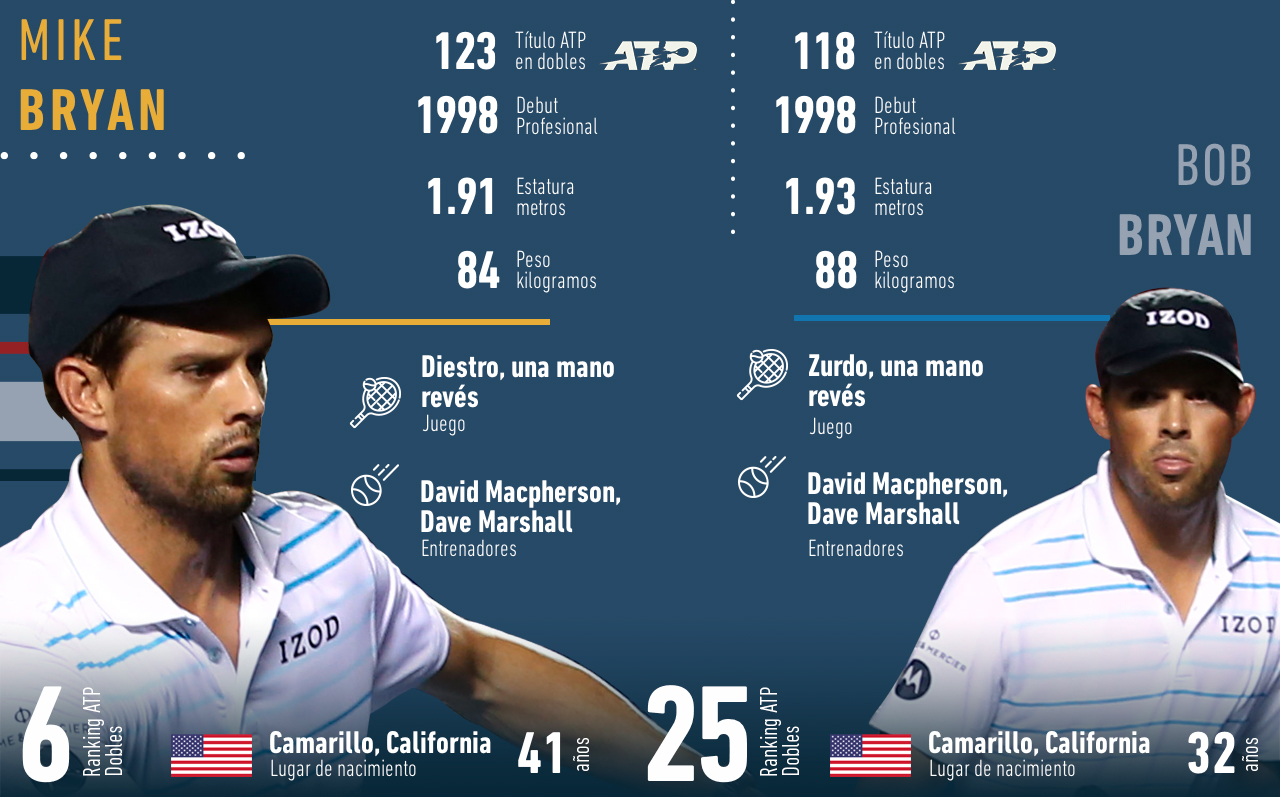 MIKE
BRYAN
123
Título ATP
en dobles
ATP
1998
Debut
Profesional
1.91
Estatura
metros
84
Peso
kilogramos
Diestro, una mano
revés
Juego
David Macpherson,
Dave Marshall
Entrenadores
IZOD
IZOD
6
Ranking ATP
Dobles
Camarillo, California
Lugar de nacimiento
41
años
118
Título ATP
en dobles
ATP
1998
Debut
Profesional
1.93
Estatura
metros
88
Peso
kilogramos
BOB
BRYAN
Zurdo, una mano
revés
Juego
David Macpherson,
Dave Marshall
Entrenadores
IZOD
IZOD
& MERCIER
25
Ranking ATP
Dobles
Camarillo, California
Lugar de nacimiento
32
años